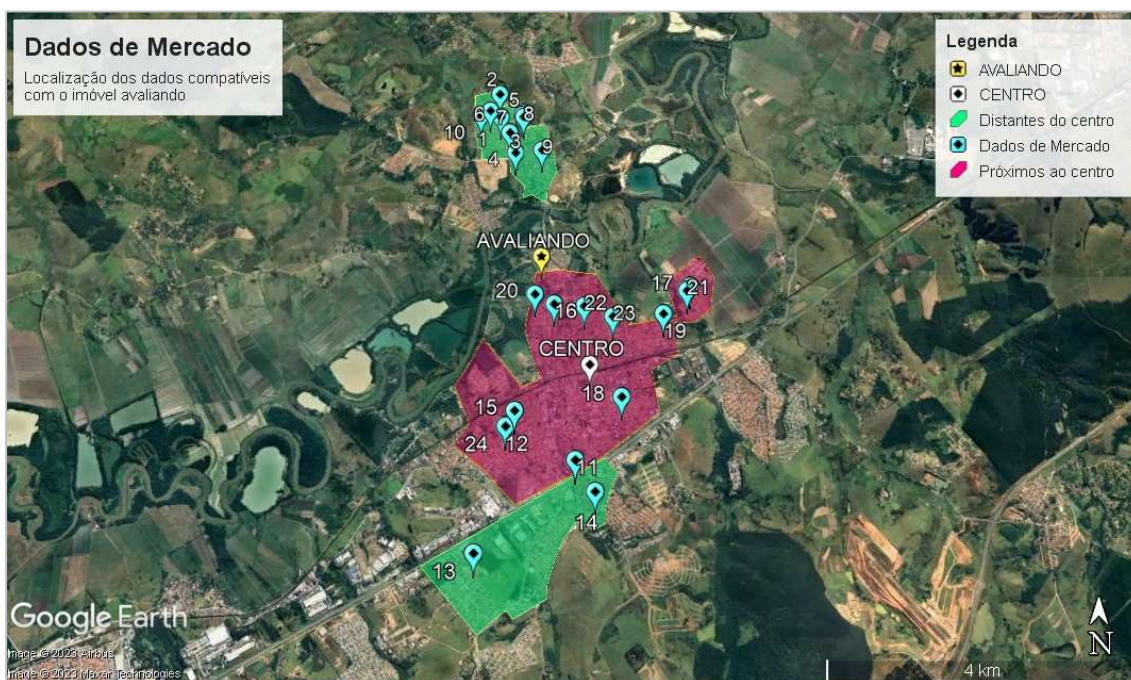 Dados de Mercado
Localização dos dados compatíveis
com o imóvel avaliando
Legenda
AVALIANDO
CENTRO
Distantes do centro
Dados de Mercado
Próximos ao centro
2
5
6
7
8
10
1
3
9
4
AVALIANDO
17
21
20
16
22
23
19
CENTRO
18
15
24
12
11
14
13
Google Earth
Image © 2023 Airbus
Image © 2023 Maxar Technologies
4 km
N